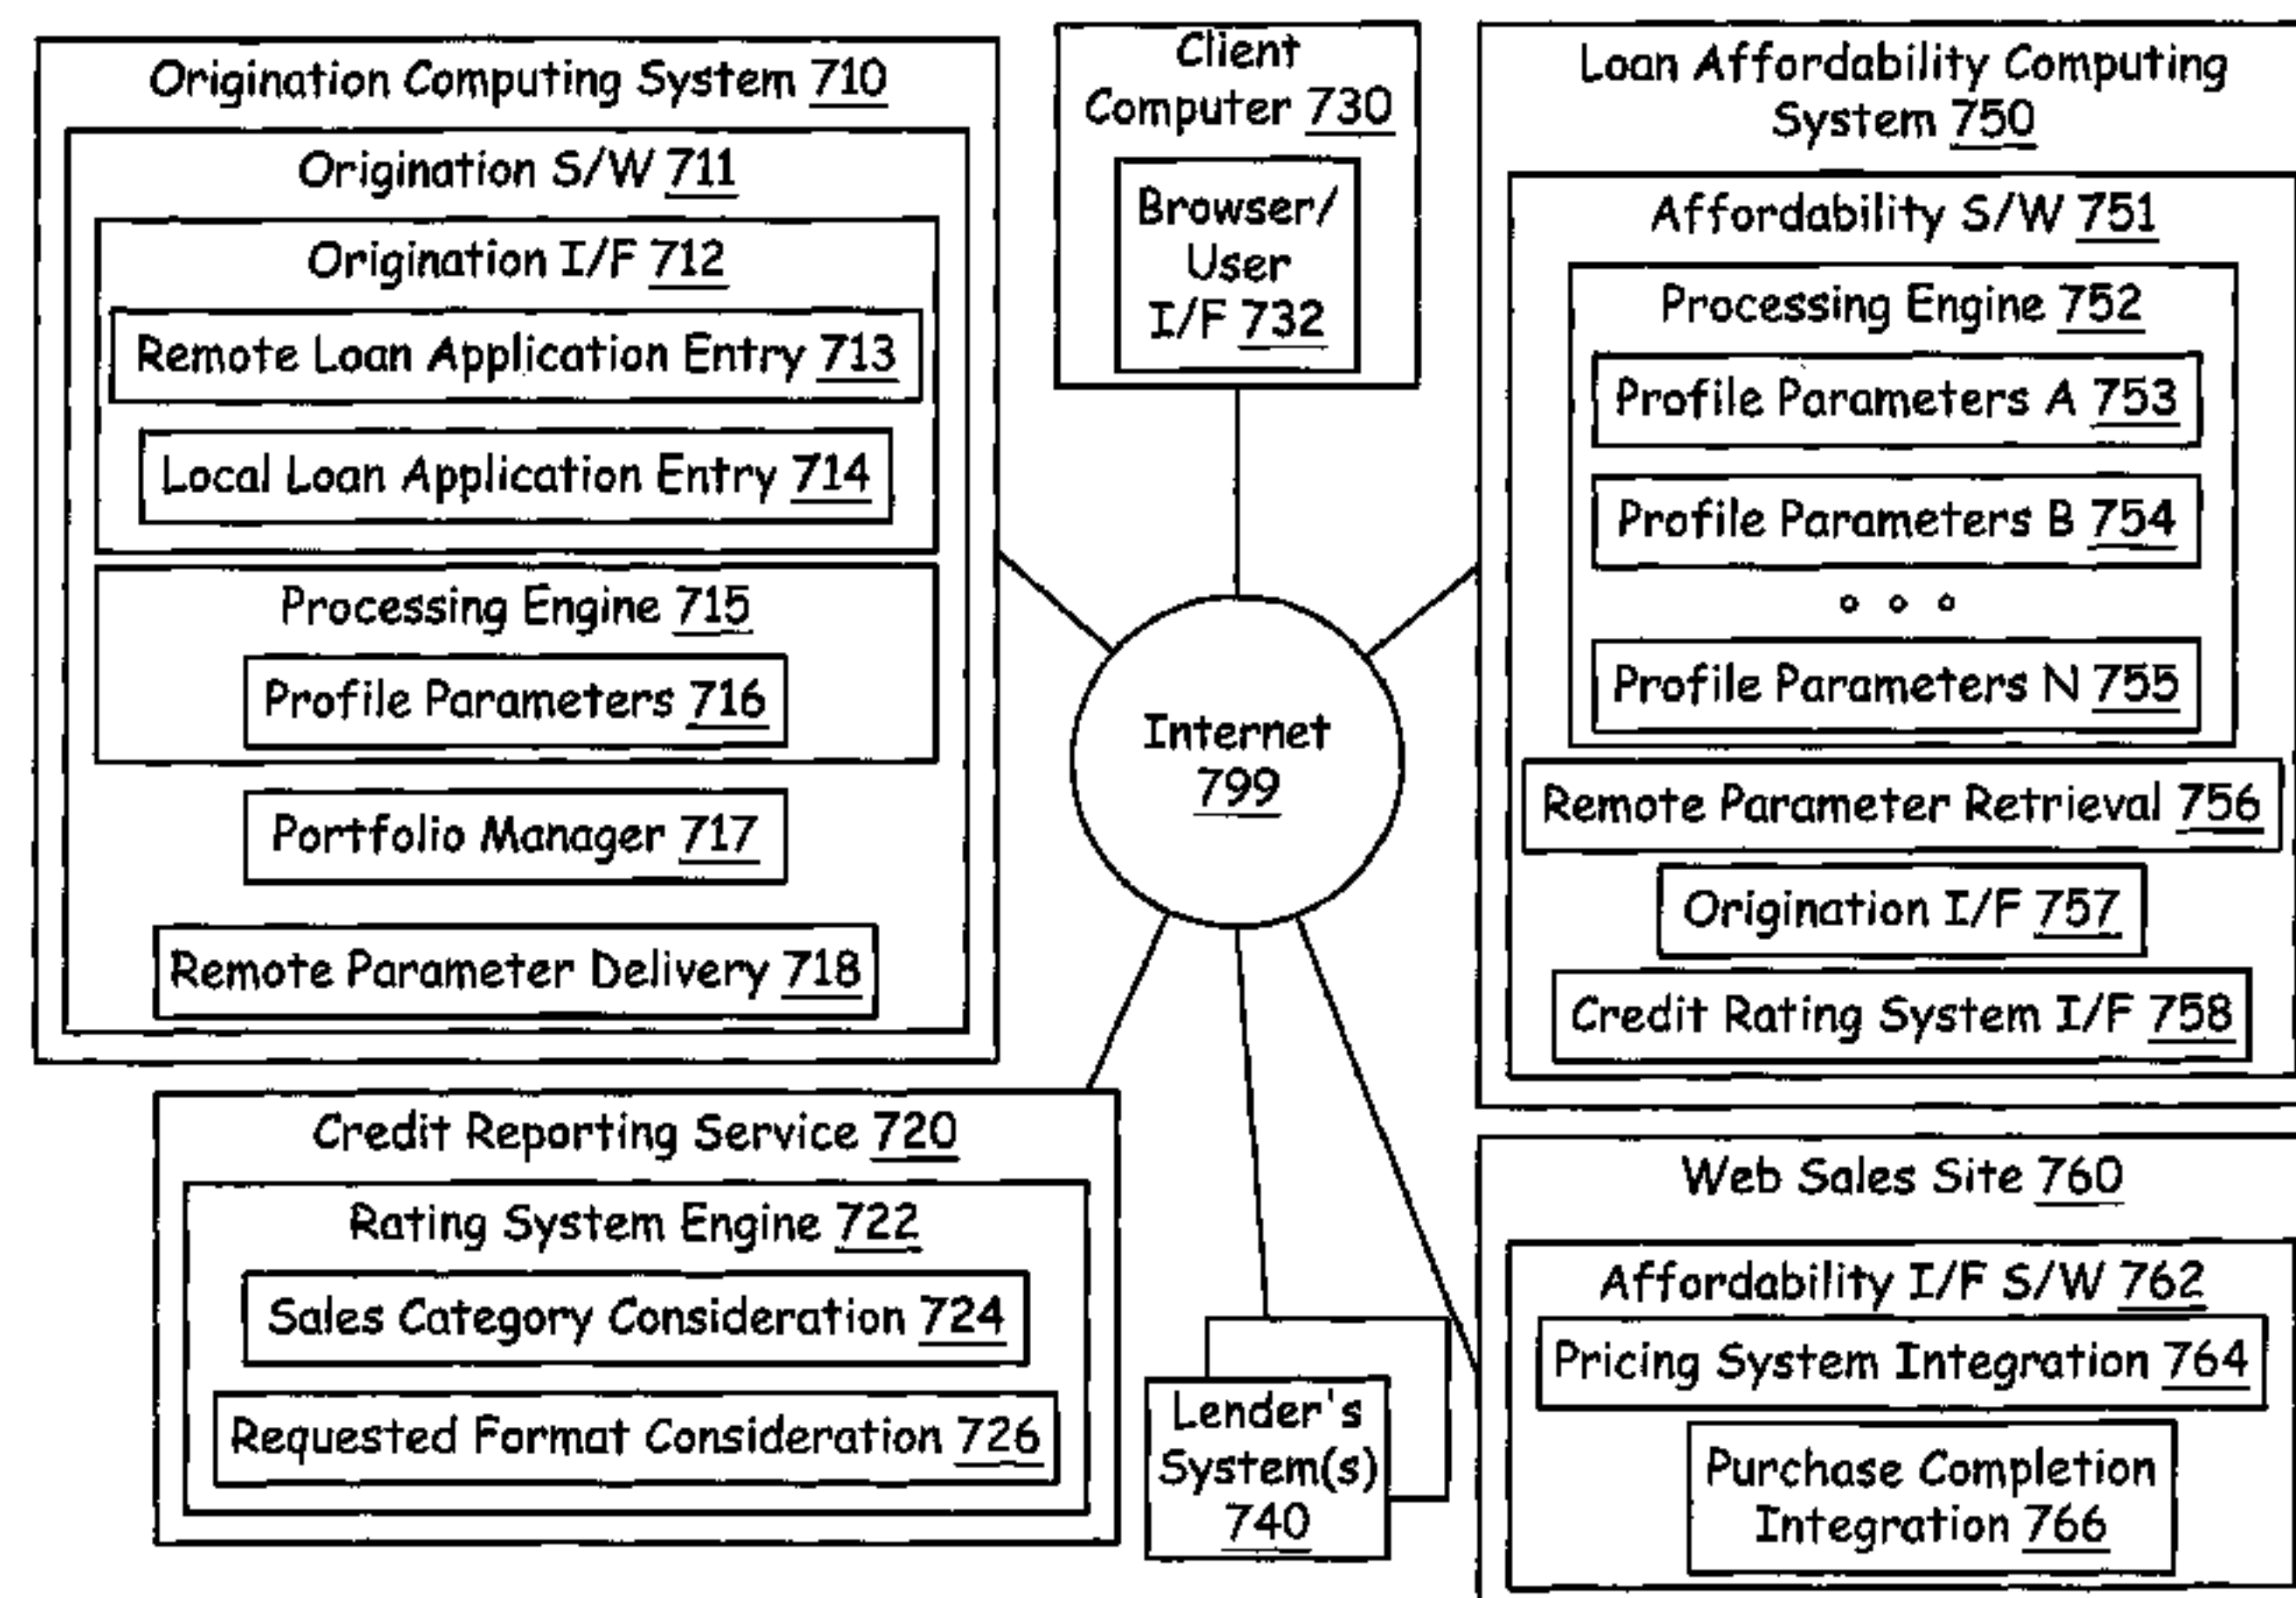 Origination Computing System 710
Origination S/W 711
Origination I/F 712
Remote Loan Application Entry 713
Local Loan Application Entry 714
Processing Engine 715
Profile Parameters 716
Portfolio Manager 717
Remote Parameter Delivery 718
Client
Computer 730
Browser/
User
I/F 732
Loan Affordability Computing
System 750
Affordability S/W 751
Processing Engine 752
Profile Parameters A 753
Profile Parameters B 754
Profile Parameters N 755
Remote Parameter Retrieval 756
Origination I/F 757
Credit Rating System I/F 758
Internet
799
Credit Reporting Service 720
Rating System Engine 722
Sales Category Consideration 724
Requested Format Consideration 726
Lender's
System(s)
740
Web Sales Site 760
Affordability I/F S/W 762
Pricing System Integration 764
Purchase Completion
Integration 766